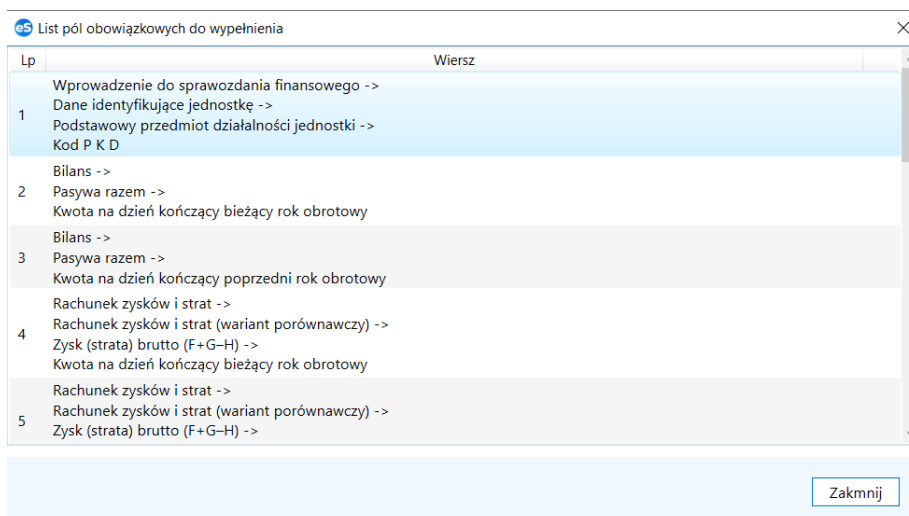 eS List pól obowiązkowych do wypełnienia
Lp Wiersz
1
Wprowadzenie do sprawozdania finansowego ->
Dane identyfikujące jednostkę ->
Podstawowy przedmiot działalności jednostki ->
Kod P K D
2
Bilans ->
Pasywa razem ->
Kwota na dzień kończący bieżący rok obrotowy
3
Bilans ->
Pasywa razem ->
Kwota na dzień kończący poprzedni rok obrotowy
4
Rachunek zysków i strat ->
Rachunek zysków i strat (wariant porównawczy) ->
Zysk (strata) brutto (F+G–H) ->
Kwota na dzień kończący bieżący rok obrotowy
5
Rachunek zysków i strat ->
Rachunek zysków i strat (wariant porównawczy) ->
Zysk (strata) brutto (F+G–H) ->
Zakmnij